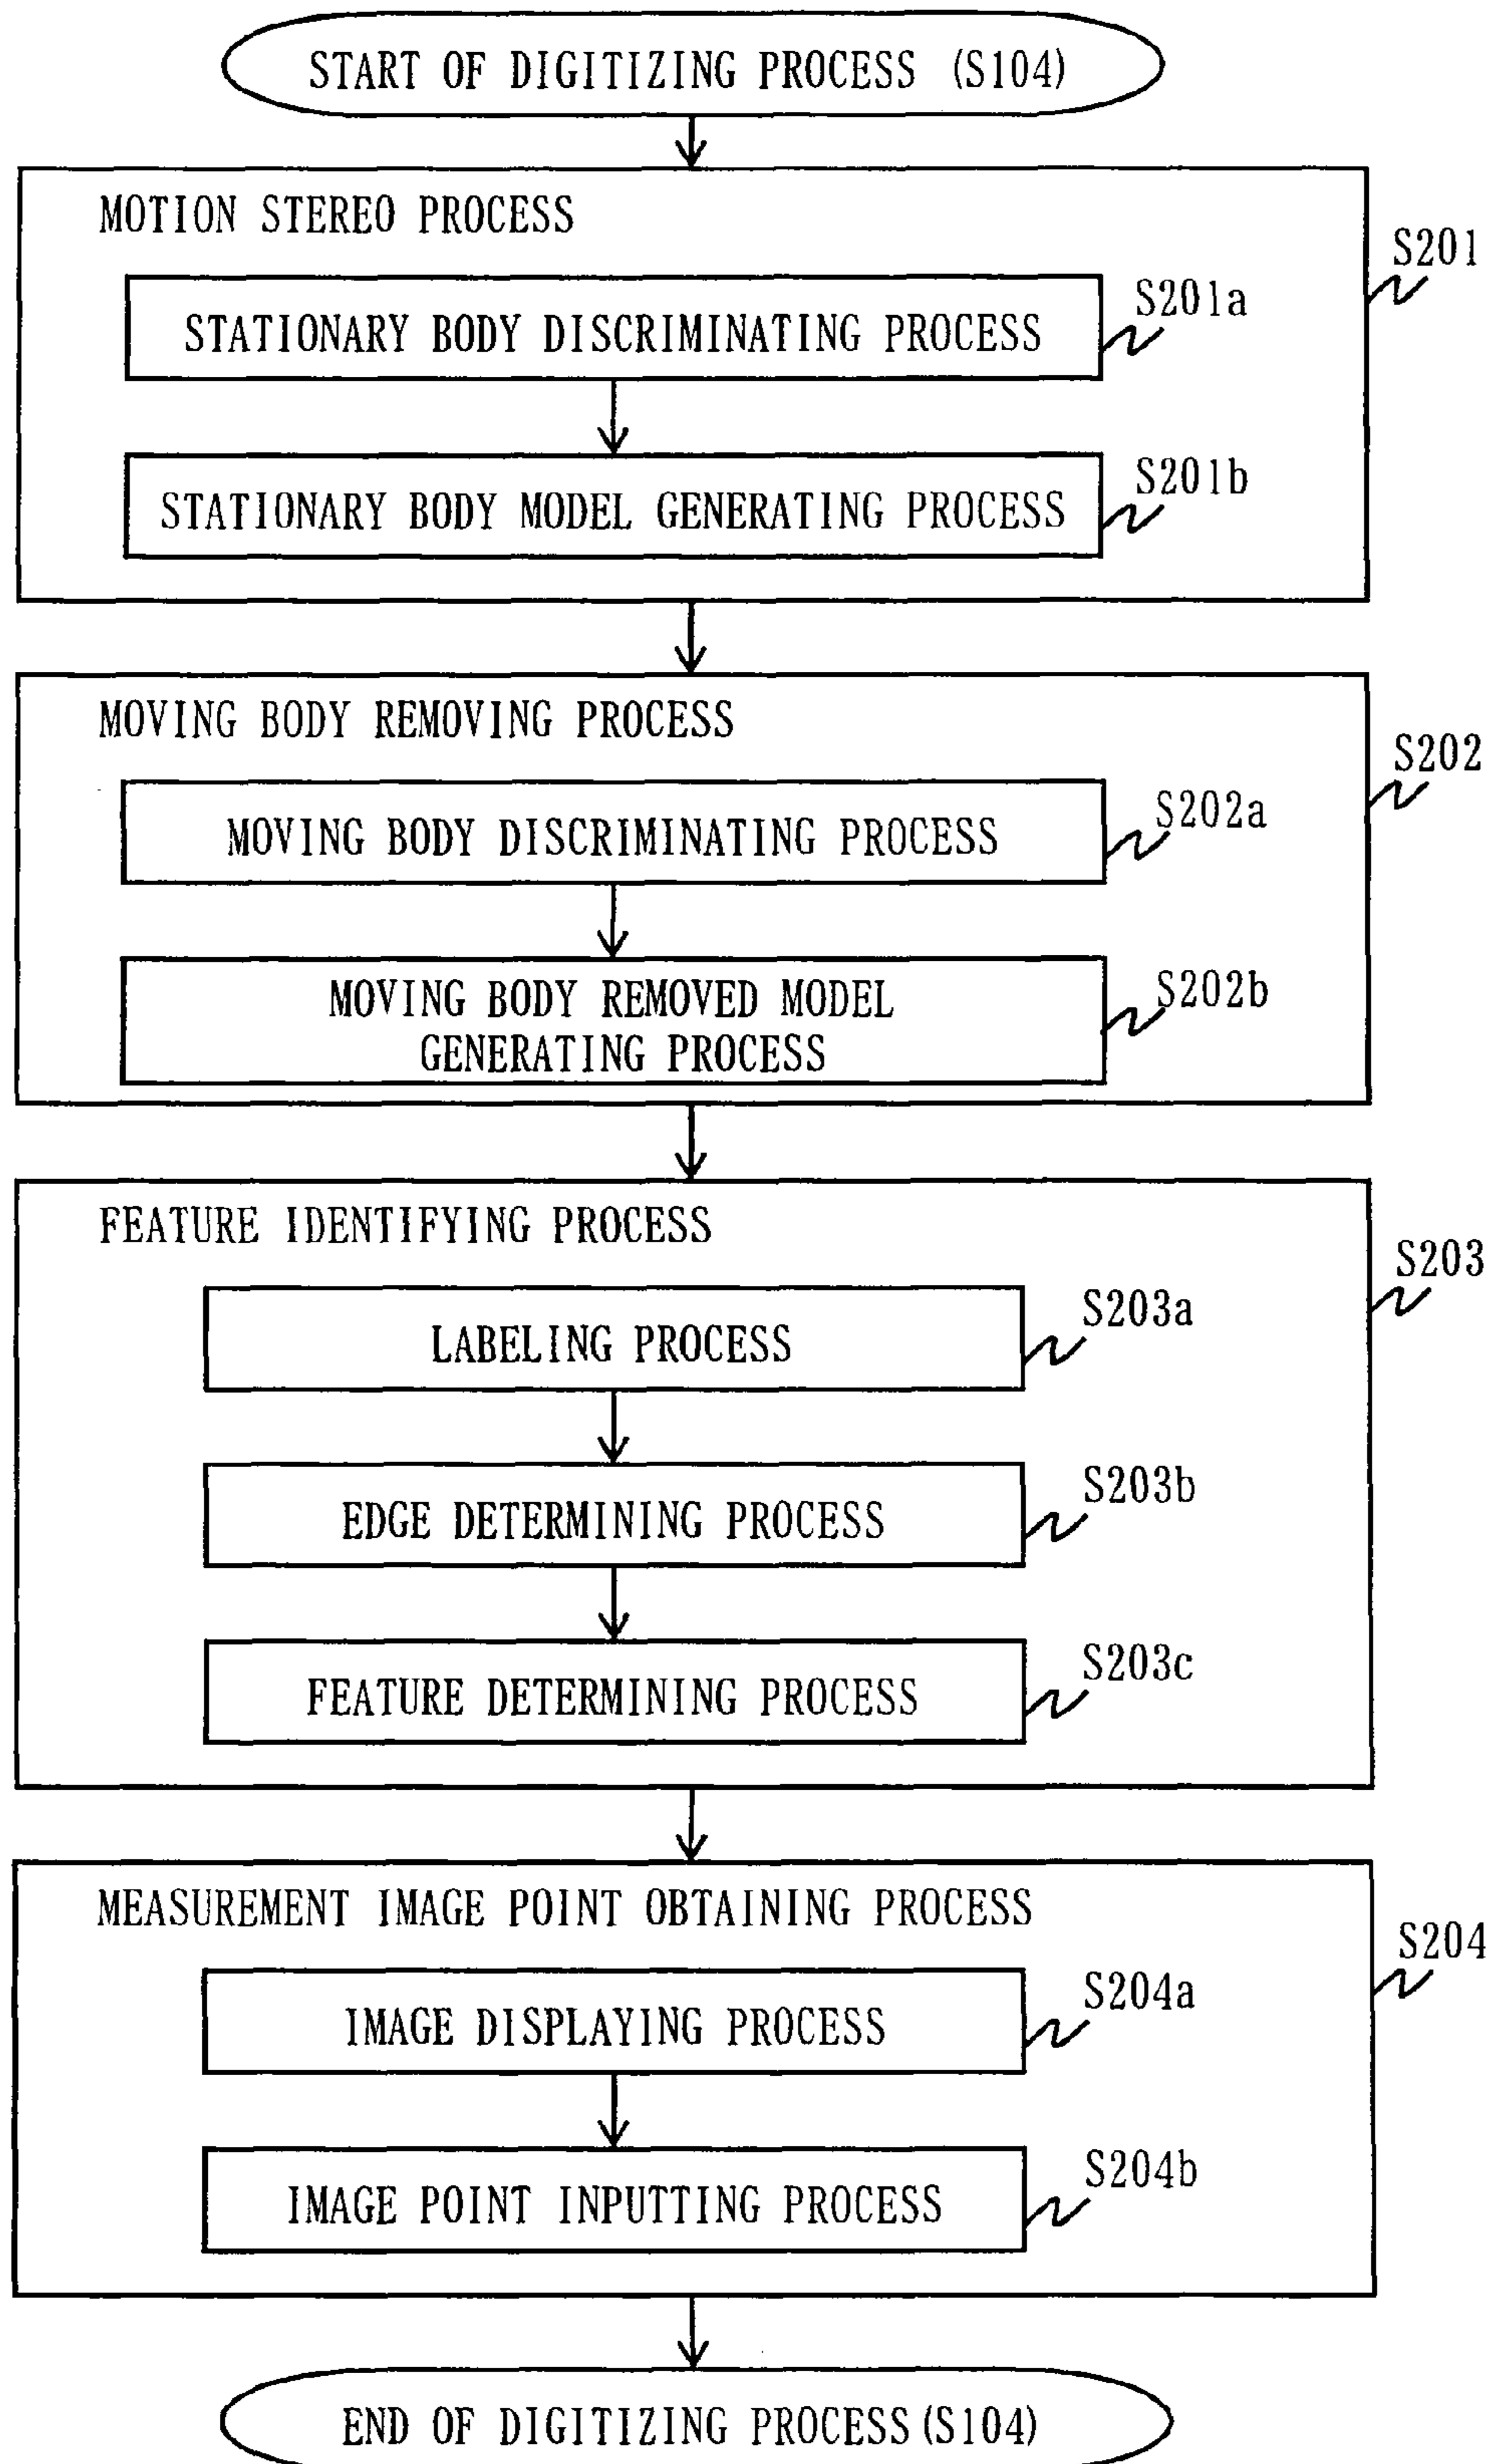 START OF DIGITIZING PROCESS (S104)
MOTION STEREO PROCESS
S201
STATIONARY BODY DISCRIMINATING PROCESS
S201a
STATIONARY BODY MODEL GENERATING PROCESS
S201b
MOVING BODY REMOVING PROCESS
S202
MOVING BODY DISCRIMINATING PROCESS
S202a
MOVING BODY REMOVED MODEL
GENERATING PROCESS
S202b
FEATURE IDENTIFYING PROCESS
S203
LABELING PROCESS
S203a
EDGE DETERMINING PROCESS
S203b
FEATURE DETERMINING PROCESS
S203c
MEASUREMENT IMAGE POINT OBTAINING PROCESS
S204
IMAGE DISPLAYING PROCESS
S204a
IMAGE POINT INPUTTING PROCESS
S204b
END OF DIGITIZING PROCESS(S104)